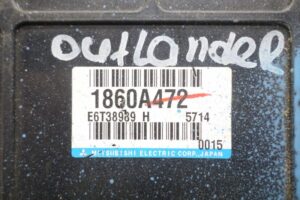 OutLandeR
1860A472
E6T38989 H 5714
0015
MITSUBISHI ELECTRIC CORP. JAPAN